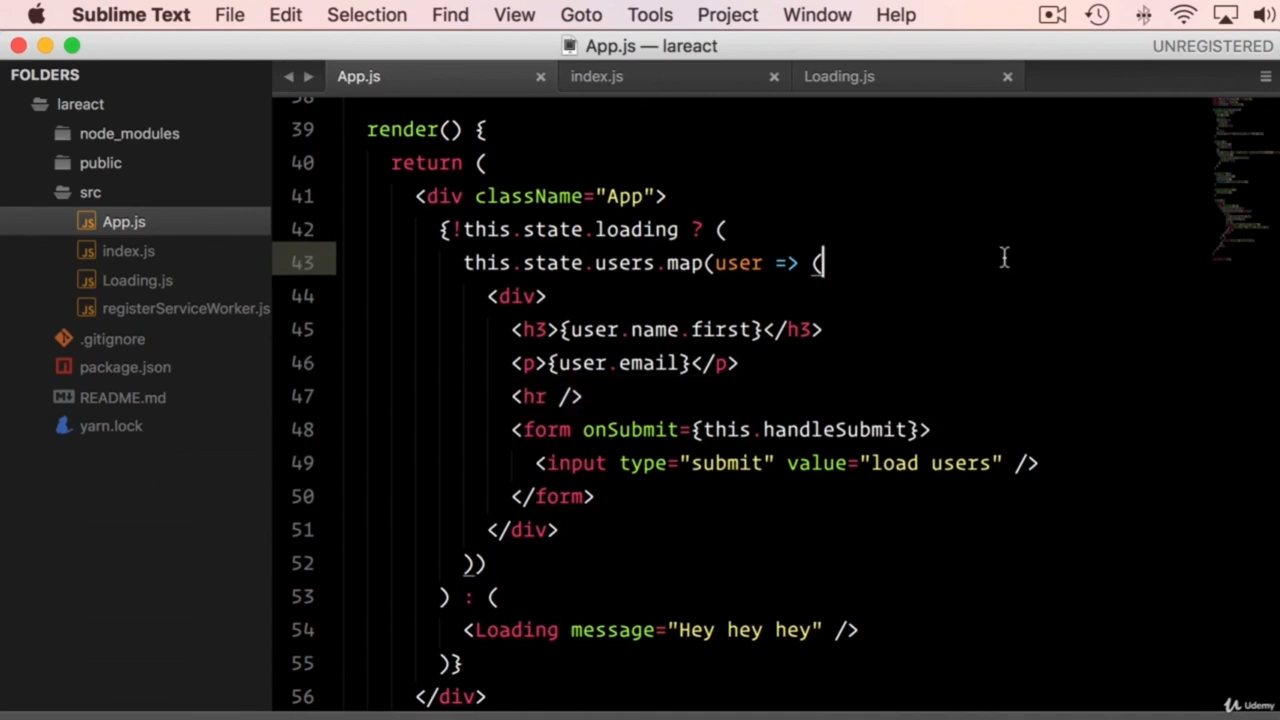 Sublime Text File Edit Selection Find View Goto Tools Project Window Help
App.js — lareact UNREGISTERED
FOLDERS
lareact
node_modules
public
src
App.js
index.js
Loading.js
registerServiceWorker.js
.gitignore
package.json
README.md
yarn.lock
App.js index.js Loading.js
39 render() {
40 return (
41 <div className="App">
42 {!this.state.loading ? (
43 this.state.users.map(user => (
44 <div>
45 <h3>{user.name.first}</h3>
46 <p>{user.email}</p>
47 <hr />
48 <form onSubmit={this.handleSubmit}>
49 <input type="submit" value="load users" />
50 </form>
51 </div>
52 ))
53 ) : (
54 <Loading message="Hey hey hey" />
55 )}
56 </div>
Udemy